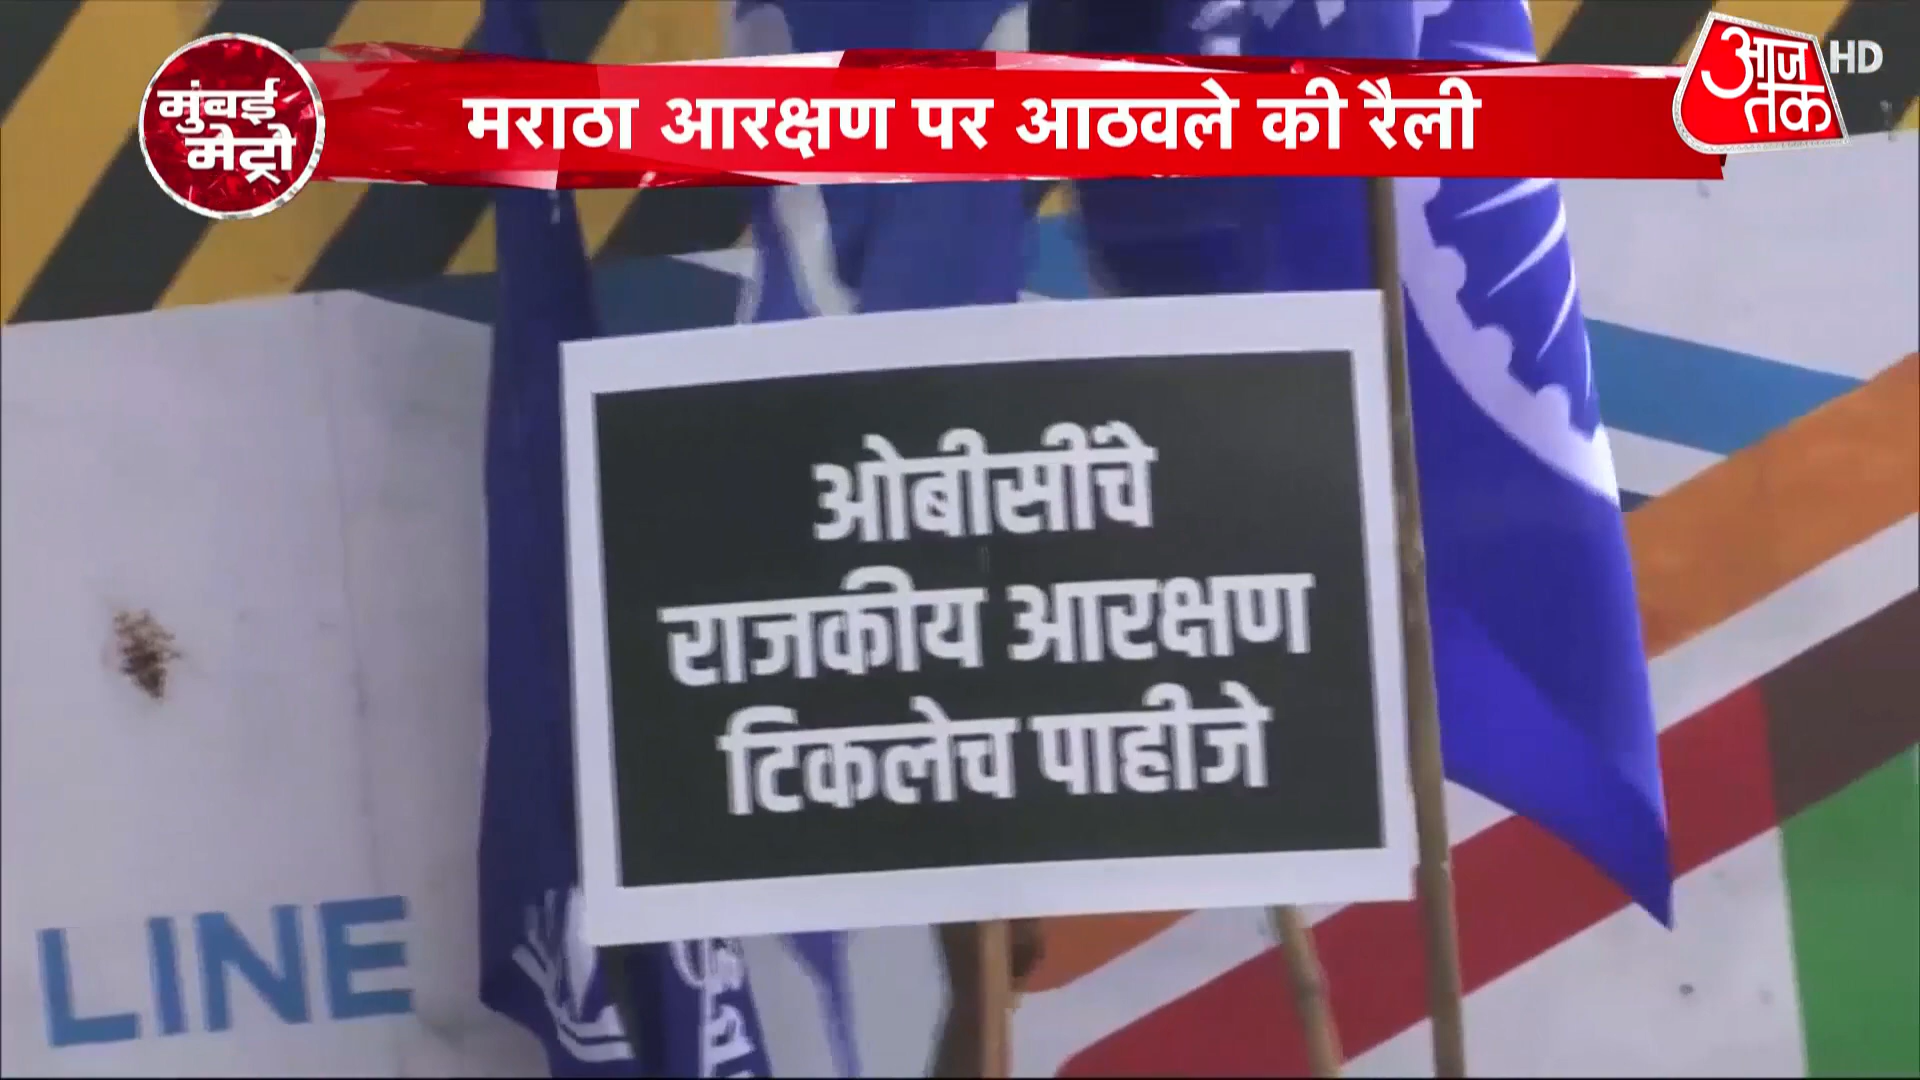 मुंबई
मेट्रो
मराठा आरक्षण पर आठवले की रैली
आज
तक
HD
ओबीसींचे
राजकीय आरक्षण
टिकलेच पाहीजे
LINE